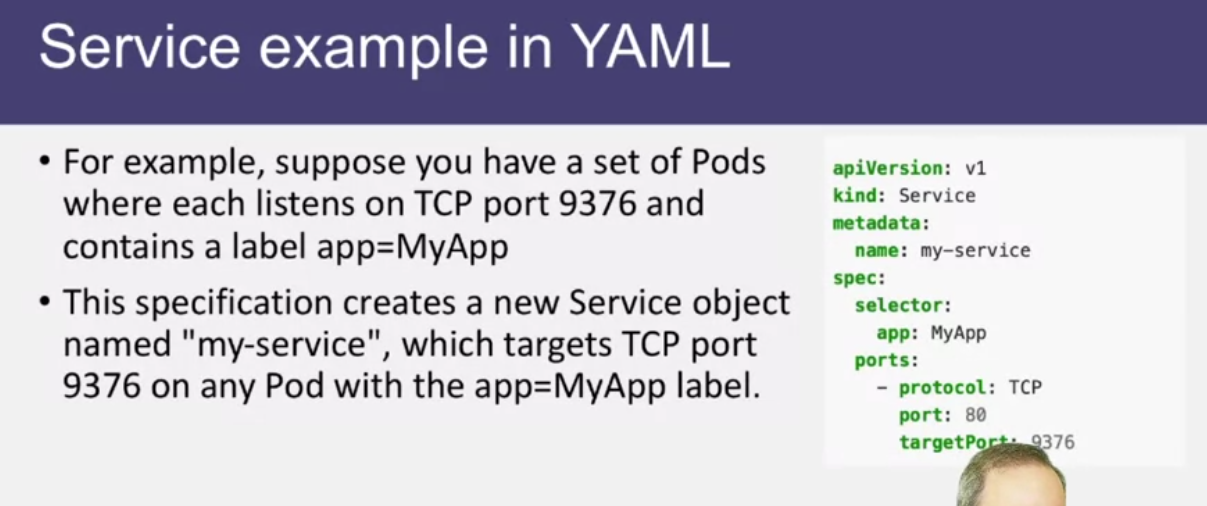 Service example in YAML
• For example, suppose you have a set of Pods
where each listens on TCP port 9376 and
contains a label app=MyApp
• This specification creates a new Service object
named "my-service", which targets TCP port
9376 on any Pod with the app=MyApp label.
apiVersion: v1
kind: Service
metadata:
  name: my-service
spec:
  selector:
    app: MyApp
  ports:
    - protocol: TCP
      port: 80
      targetPort: 9376